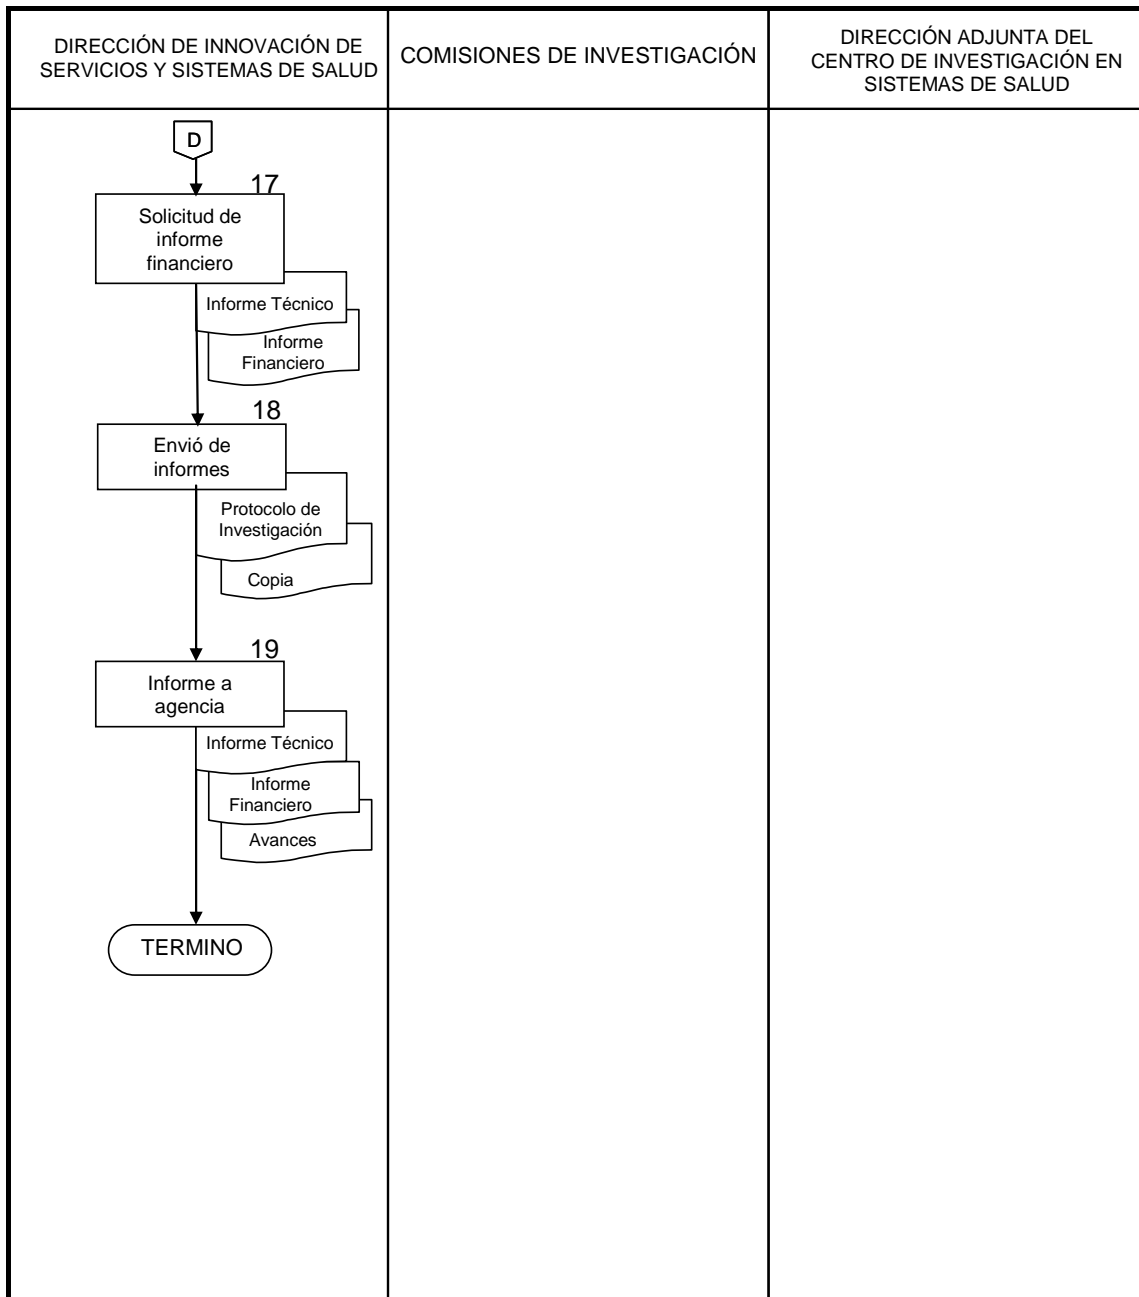 DIRECCIÓN DE INNOVACIÓN DE
SERVICIOS Y SISTEMAS DE SALUD
COMISIONES DE INVESTIGACIÓN
DIRECCIÓN ADJUNTA DEL
CENTRO DE INVESTIGACIÓN EN
SISTEMAS DE SALUD
D
17
Solicitud de
informe
financiero
Informe Técnico
Informe
Financiero
18
Envió de
informes
Protocolo de
Investigación
Copia
19
Informe a
agencia
Informe Técnico
Informe
Financiero
Avances
TERMINO